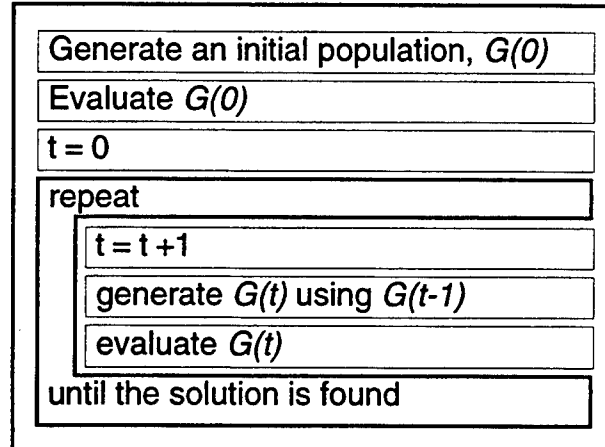 Generate an initial population, G(0)
Evaluate G(0)
t = 0
repeat
t = t +1
generate G(t) using G(t-1)
evaluate G(t)
until the solution is found